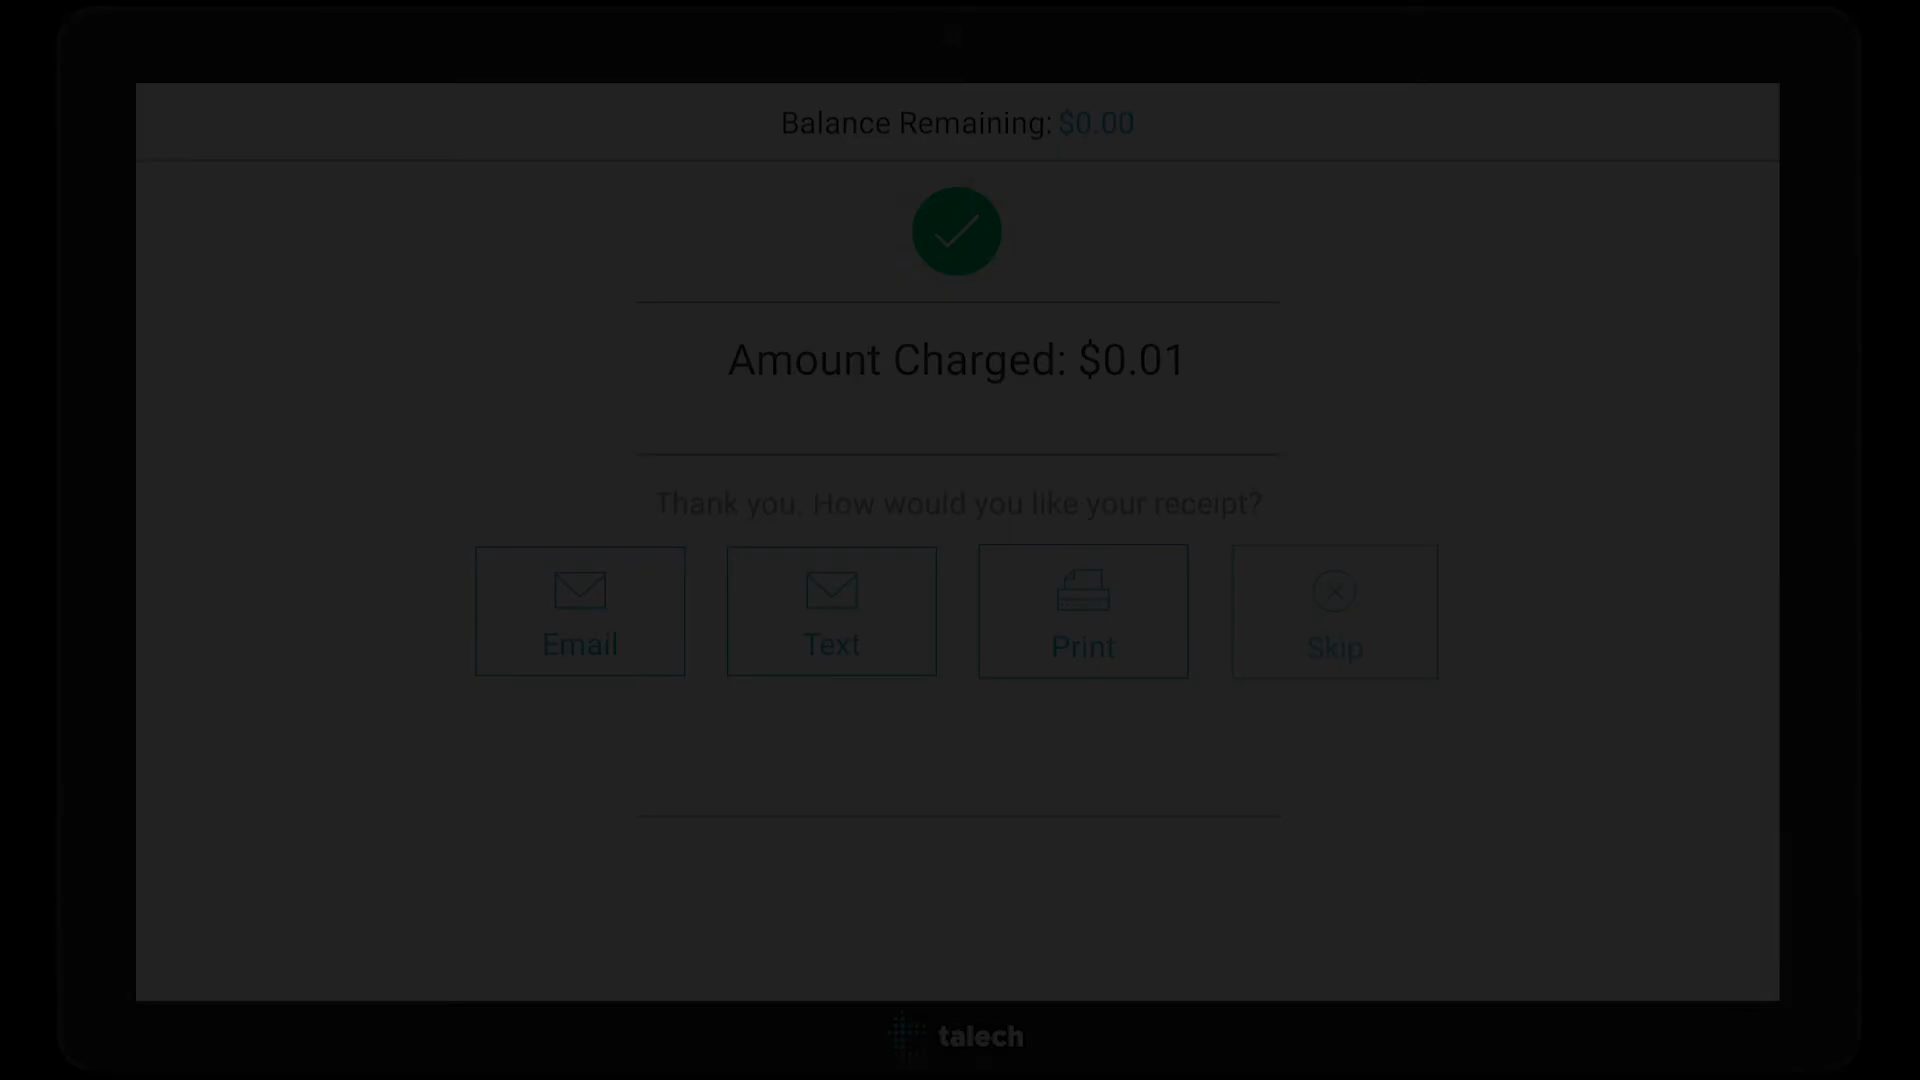 Balance Remaining: $0.00
Amount Charged: $0.01
Thank you. How would you like your receipt?
Email
Text
Print
Skip
talech